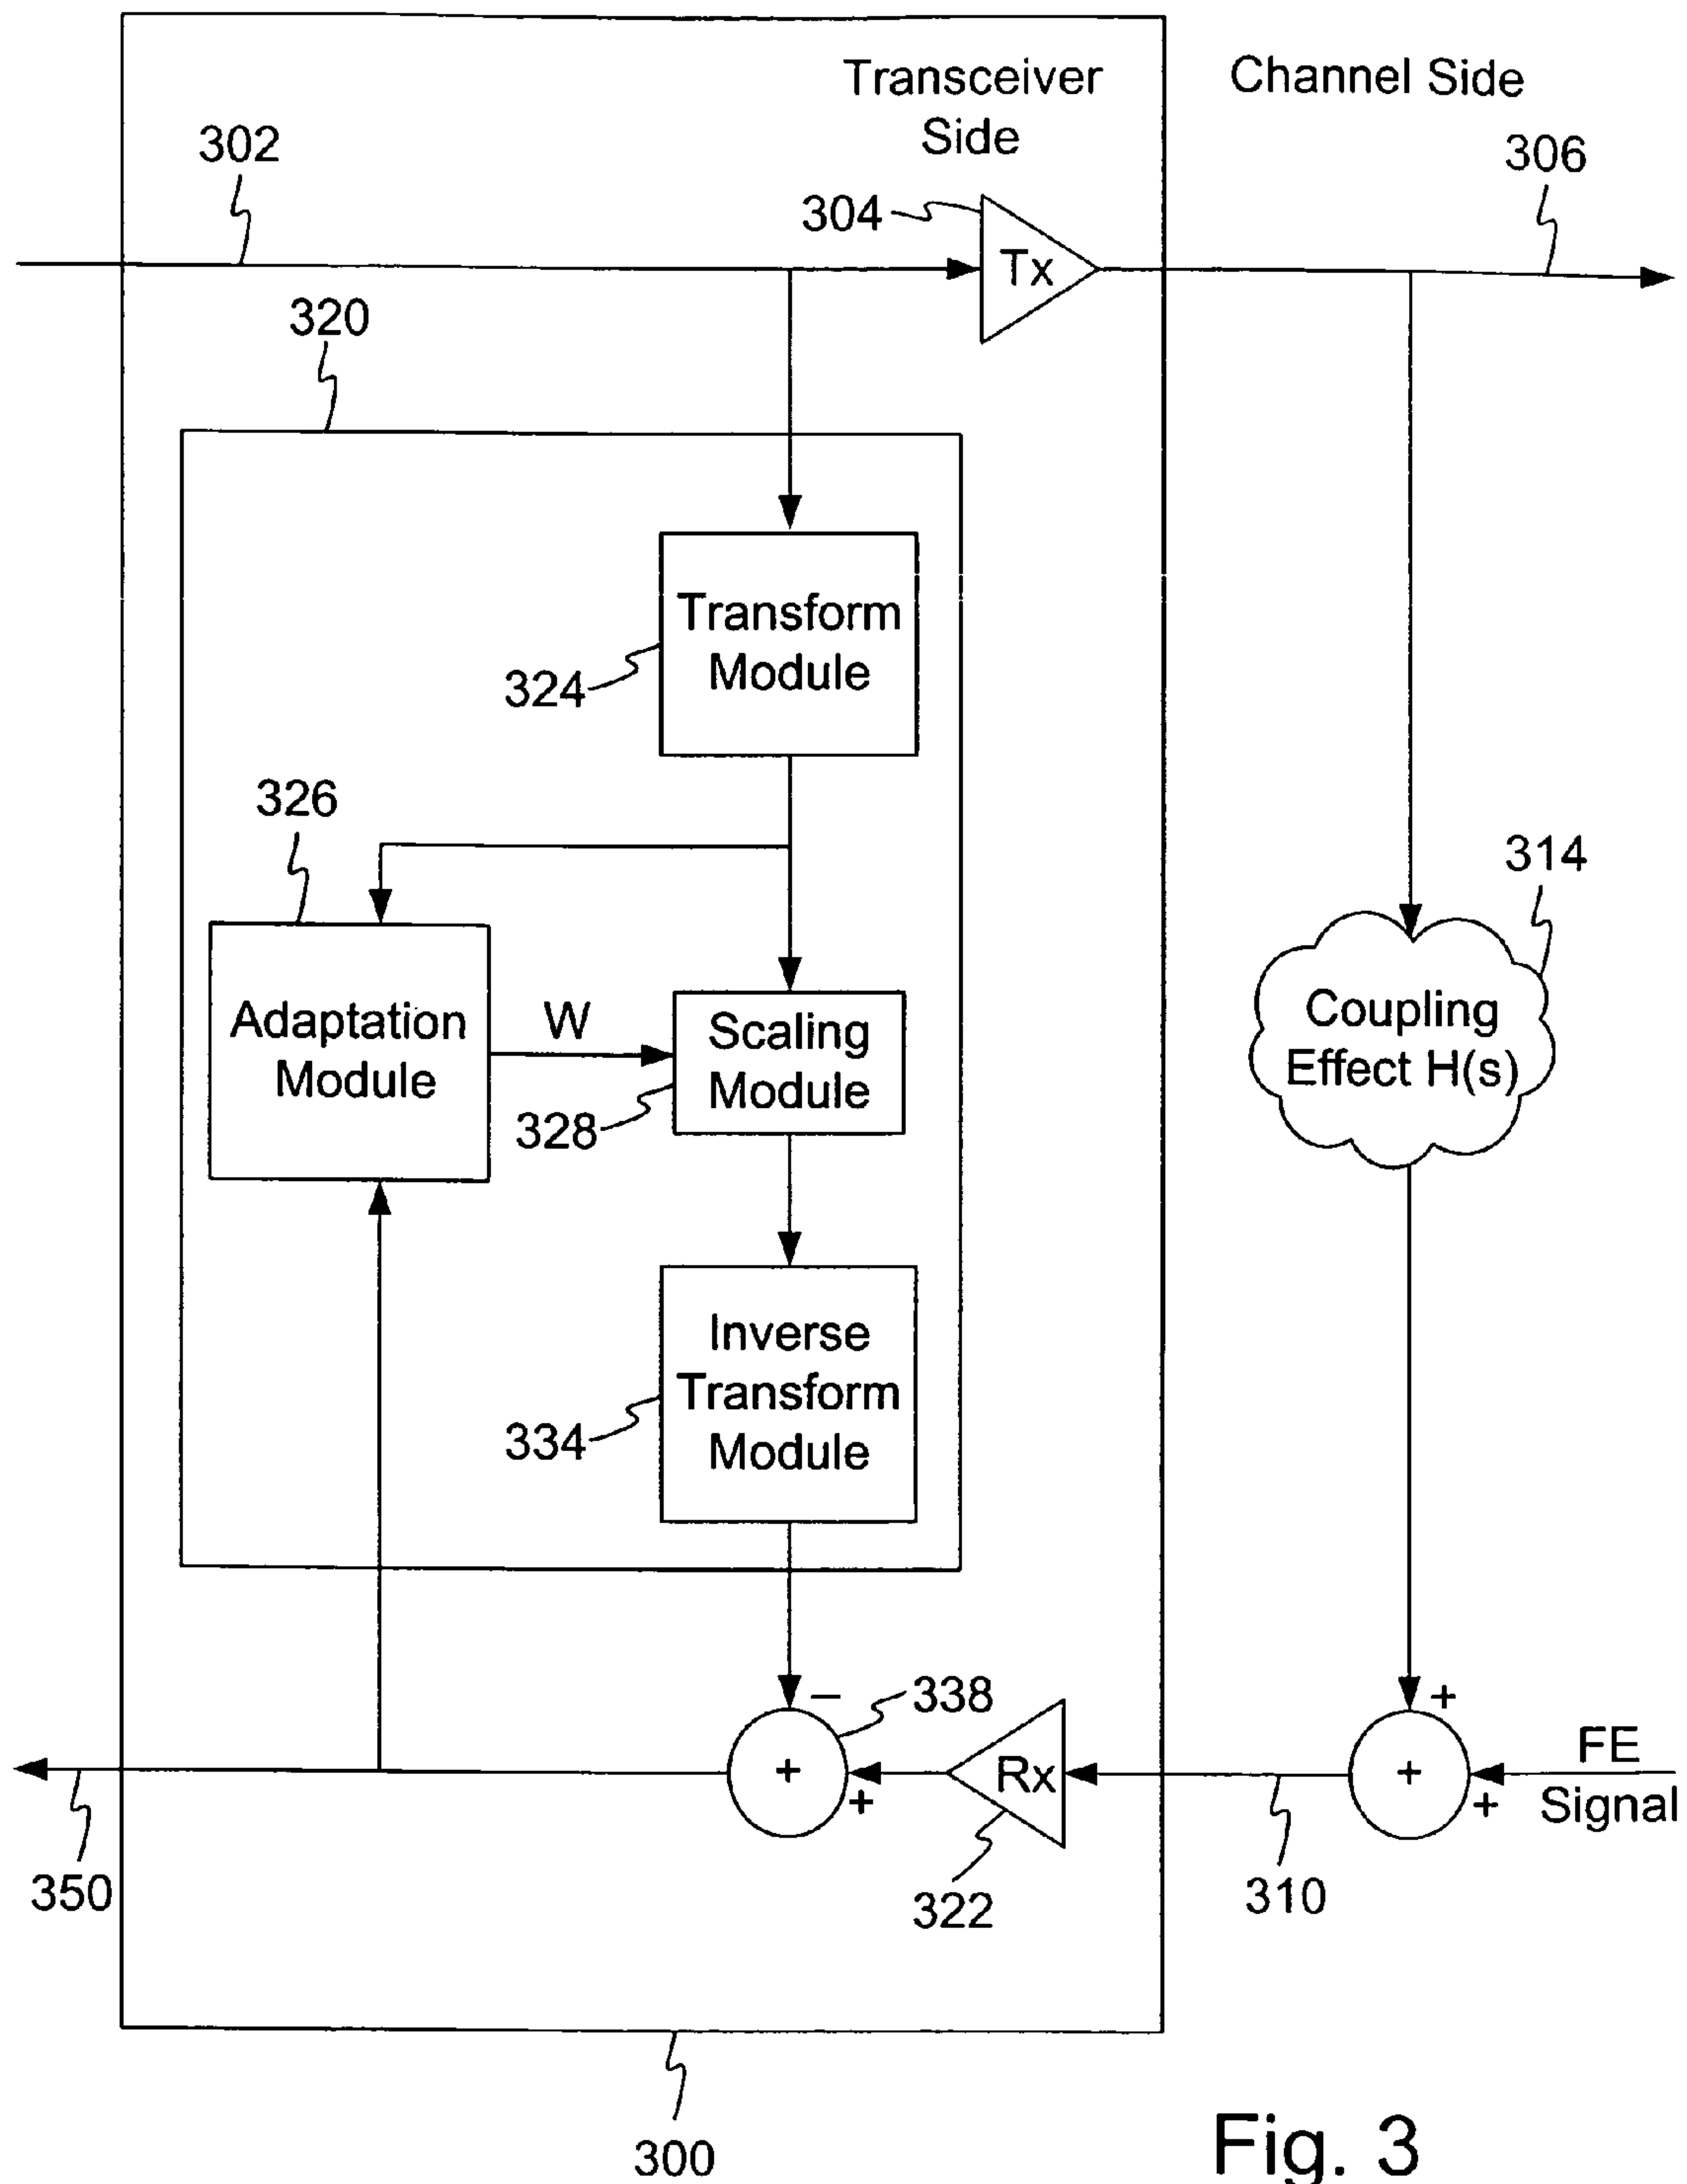 Transceiver
Side
Channel Side
302
306
304
Tx
320
Transform
Module
324
326
314
Adaptation
Module
W
Scaling
Module
328
Coupling
Effect H(s)
Inverse
Transform
Module
334
–
338
+
+
Rx
+
+
+
FE
Signal
350
322
310
300
Fig. 3